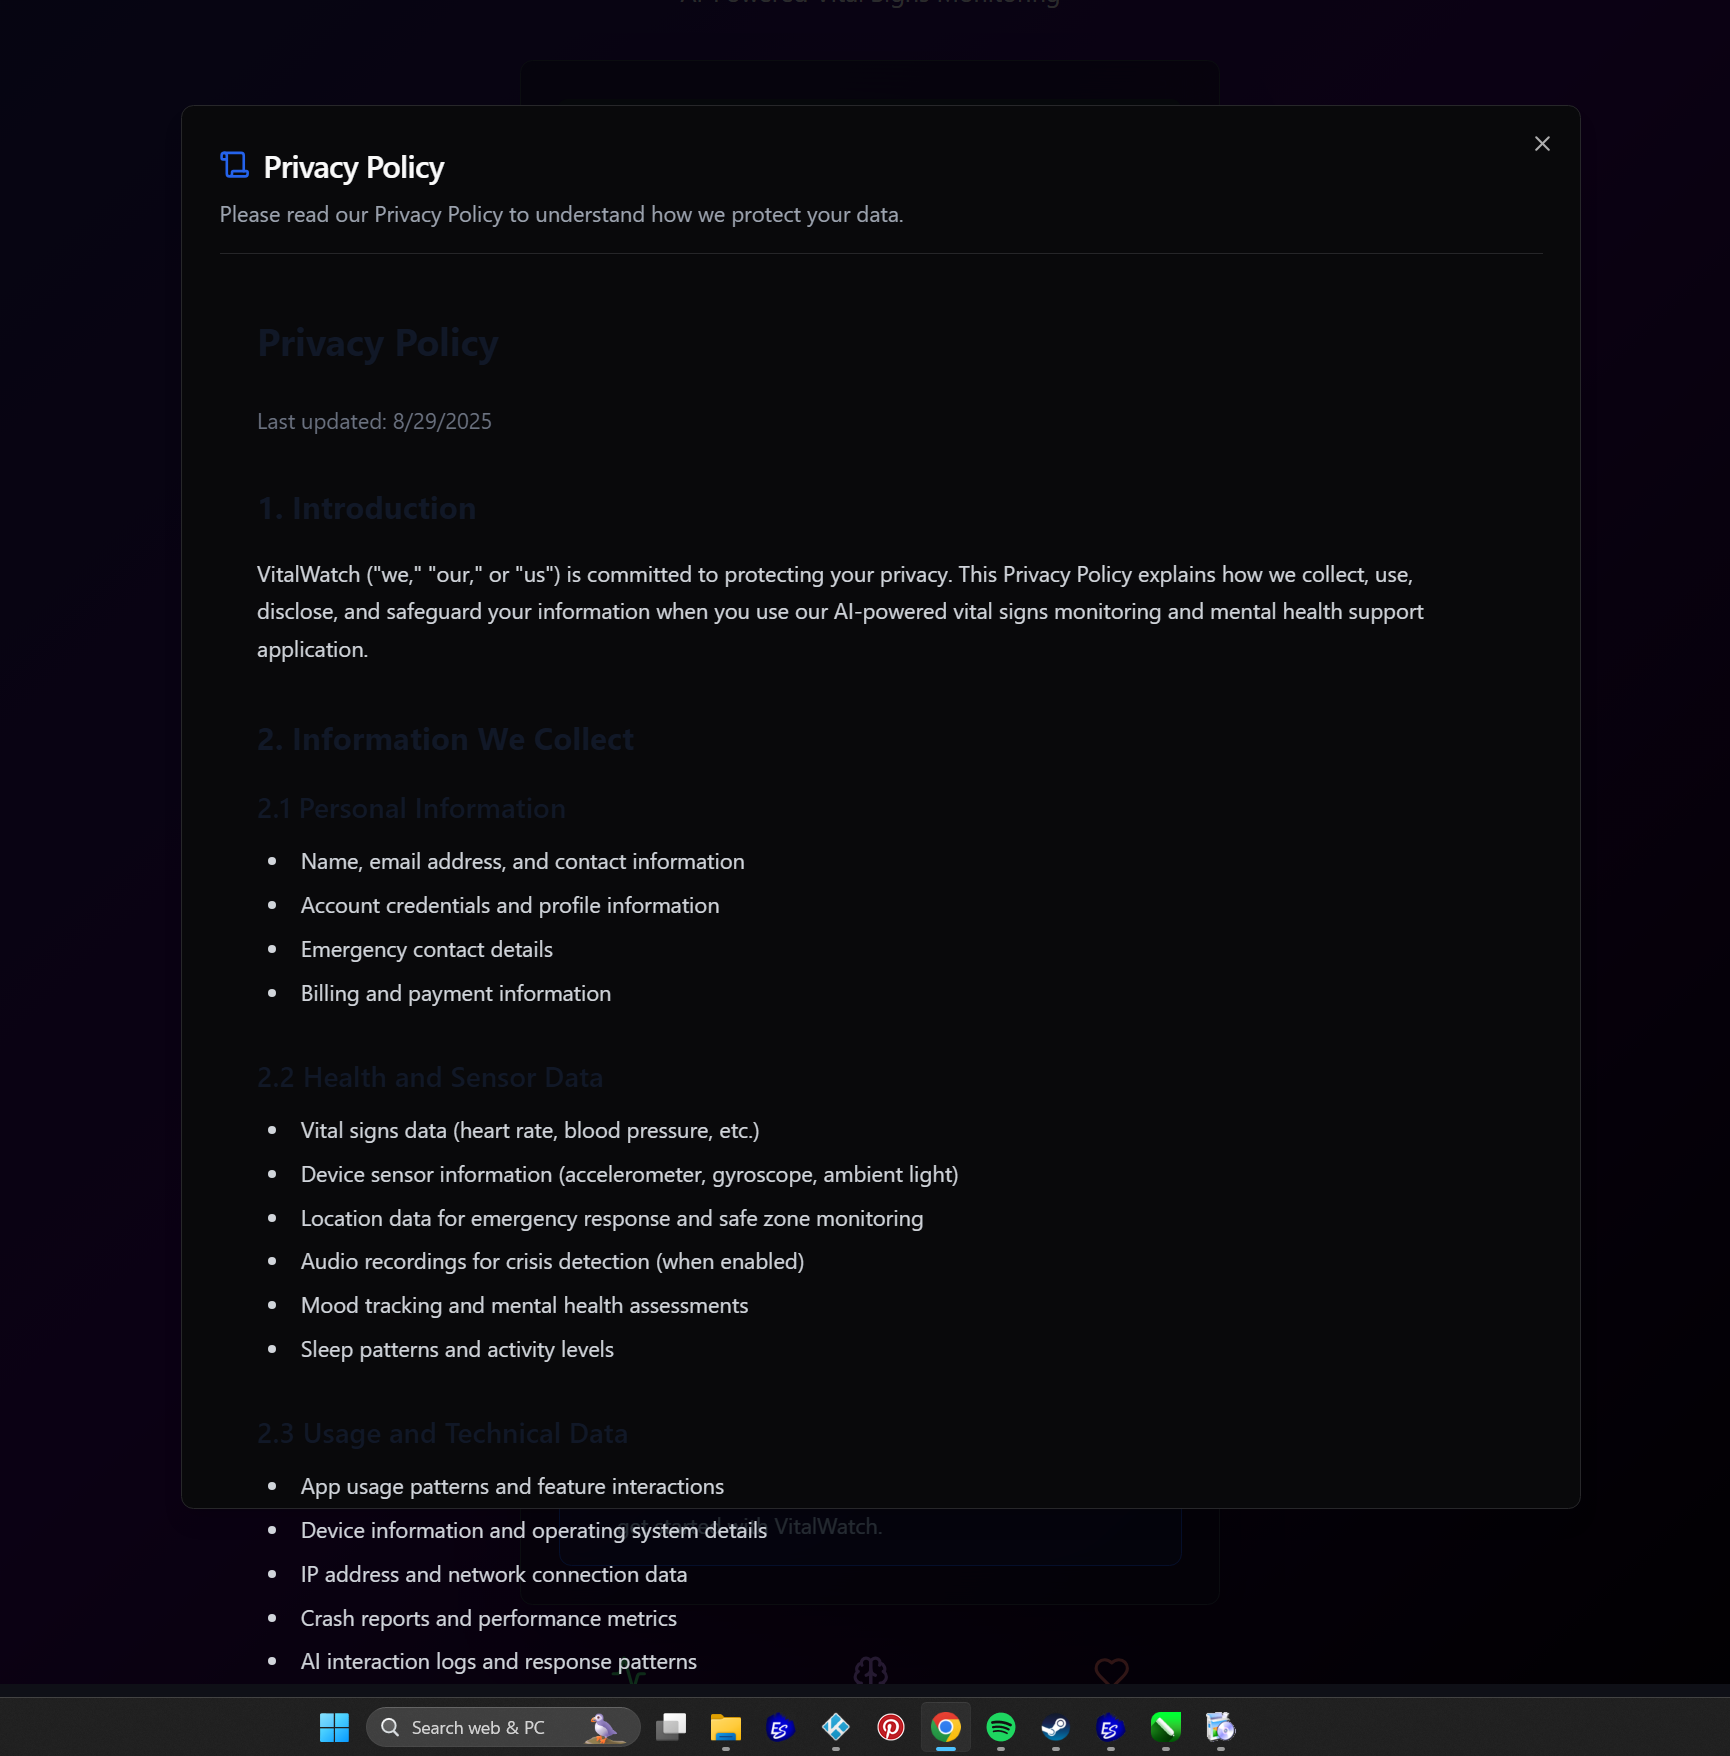 AI-Powered Vital Signs Monitoring
Privacy Policy
Please read our Privacy Policy to understand how we protect your data.
Privacy Policy
Last updated: 8/29/2025
1. Introduction
VitalWatch ("we," "our," or "us") is committed to protecting your privacy. This Privacy Policy explains how we collect, use,
disclose, and safeguard your information when you use our AI-powered vital signs monitoring and mental health support
application.
2. Information We Collect
2.1 Personal Information
• Name, email address, and contact information
• Account credentials and profile information
• Emergency contact details
• Billing and payment information
2.2 Health and Sensor Data
• Vital signs data (heart rate, blood pressure, etc.)
• Device sensor information (accelerometer, gyroscope, ambient light)
• Location data for emergency response and safe zone monitoring
• Audio recordings for crisis detection (when enabled)
• Mood tracking and mental health assessments
• Sleep patterns and activity levels
2.3 Usage and Technical Data
• App usage patterns and feature interactions
get started with VitalWatch.
• Device information and operating system details
• IP address and network connection data
• Crash reports and performance metrics
• AI interaction logs and response patterns
Search web & PC
ES
ES